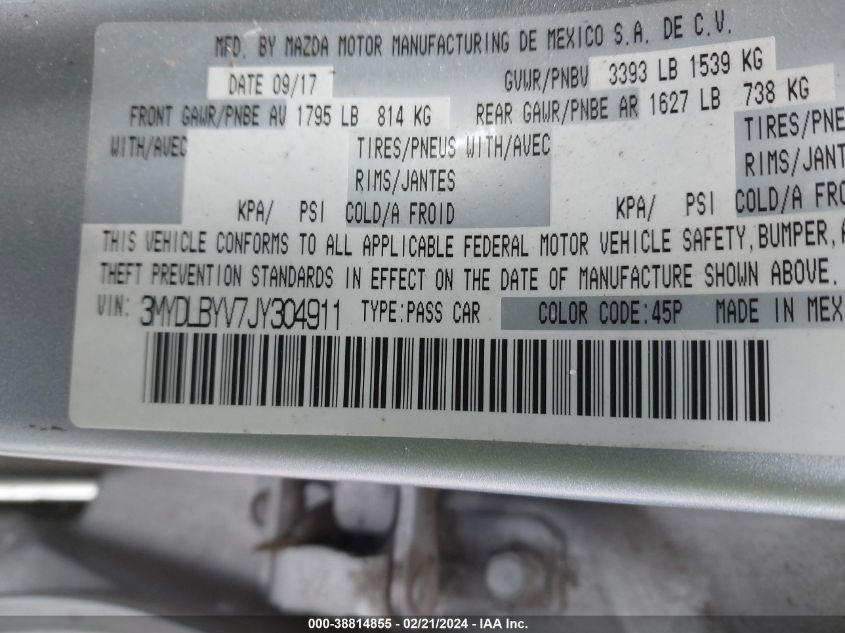 MFD. BY MAZDA MOTOR MANUFACTURING DE MEXICO S.A. DE C.V.
DATE 09/17 GVWR/PNBV 3393 LB 1539 KG
FRONT GAWR/PNBE AV 1795 LB 814 KG REAR GAWR/PNBE AR 1627 LB 738 KG
WITH/AVEC TIRES/PNEUS WITH/AVEC TIRES/PNE
RIMS/JANTES RIMS/JANTES
KPA/ PSI COLD/A FROID KPA/ PSI COLD/A FRO
THIS VEHICLE CONFORMS TO ALL APPLICABLE FEDERAL MOTOR VEHICLE SAFETY, BUMPER, A
THEFT PREVENTION STANDARDS IN EFFECT ON THE DATE OF MANUFACTURE SHOWN ABOVE.
VIN: 3MYDLBYV7JY304911 TYPE:PASS CAR COLOR CODE:45P MADE IN MEX
000-38814855 - 02/21/2024 - IAA Inc.